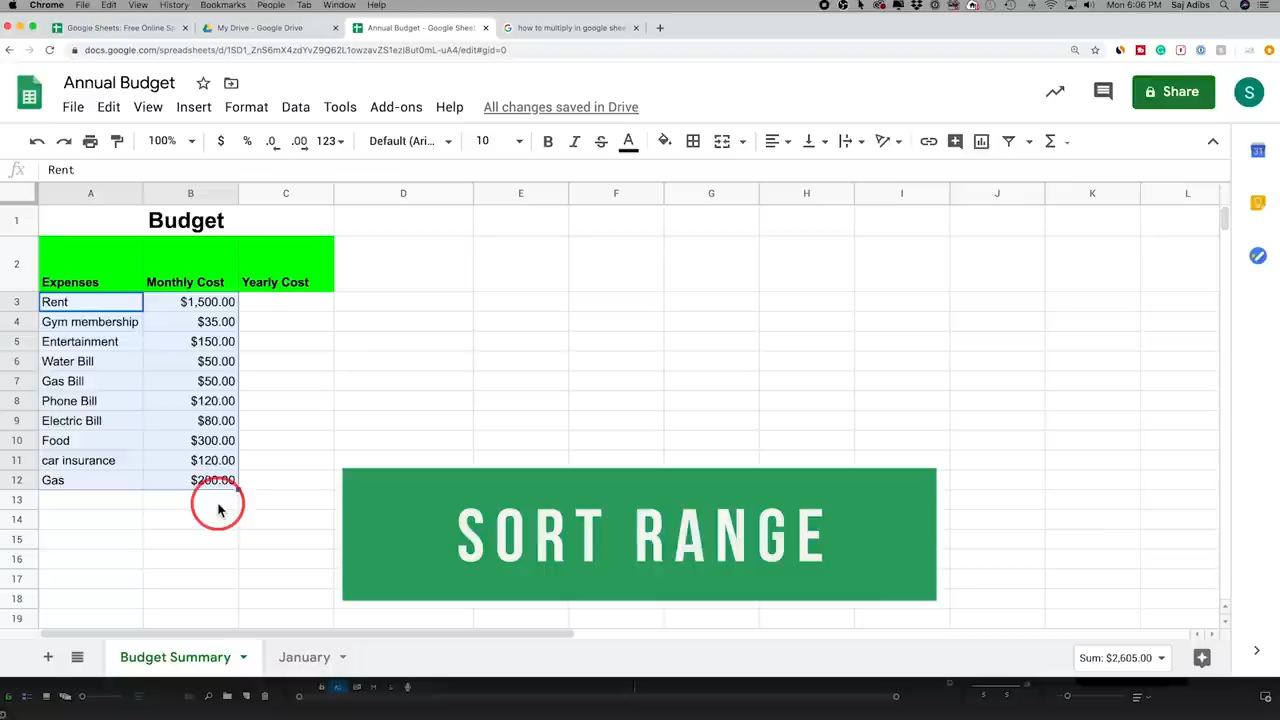 Chrome File Edit View History Bookmarks People Tab Window Help Mon 6:06 PM Saj Adibs
Google Sheets: Free Online Sp My Drive - Google Drive Annual Budget - Google Sheets how to multiply in google shee
docs.google.com/spreadsheets/d/1SD1_ZnS6mX4zdYvZ9Q62L1owzavZS1ezI8ut0mL-uA4/edit#gid=0
Annual Budget
File Edit View Insert Format Data Tools Add-ons Help All changes saved in Drive
Share S
100% $ % .0 .00 123 Default (Ari... 10 B I S A Σ
fx Rent
A B C D E F G H I J K L
1 Budget
2 Expenses Monthly Cost Yearly Cost
3 Rent $1,500.00
4 Gym membership $35.00
5 Entertainment $150.00
6 Water Bill $50.00
7 Gas Bill $50.00
8 Phone Bill $120.00
9 Electric Bill $80.00
10 Food $300.00
11 car insurance $120.00
12 Gas $200.00
13
14
15
16
17
18
19
SORT RANGE
Budget Summary January Sum: $2,605.00